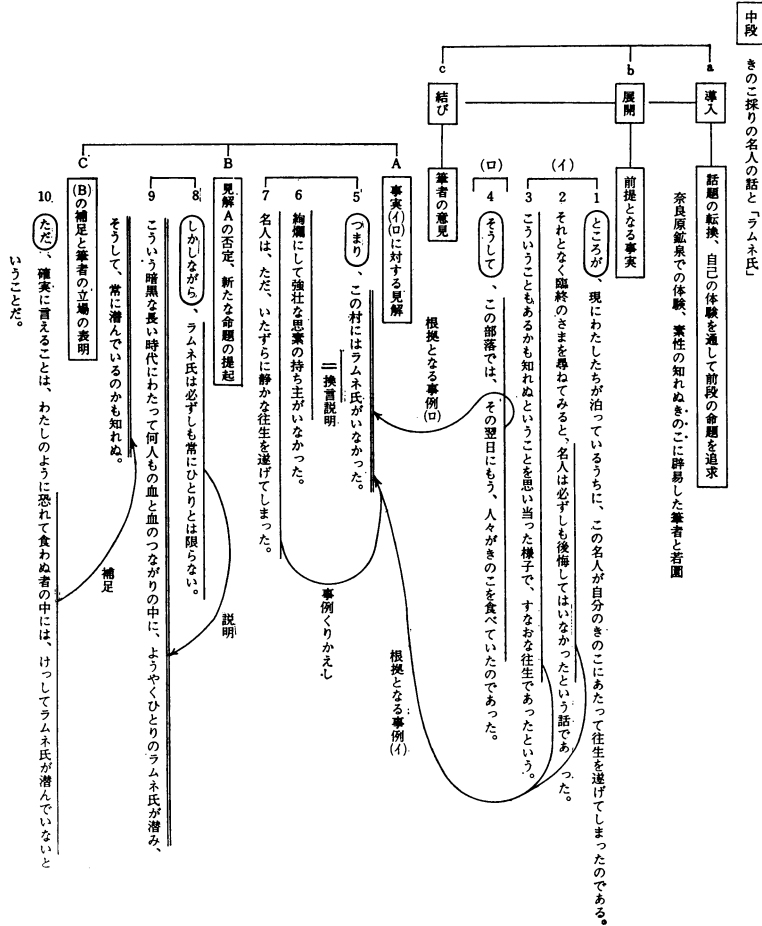 中段　きのこ採りの名人の話と「ラムネ氏」
a 導入　話題の転換、自己の体験を通して前段の命題を追求
奈良原鉱泉での体験、素性の知れぬきのこに辟易した筆者と若園
b 展開　前提となる事実
(イ)
1 ところが、現にわたしたちが泊っているうちに、この名人が自分のきのこにあたって往生を遂げてしまったのである。
2 それとなく臨終のさまを尋ねてみると、名人は必ずしも後悔してはいなかったという話であった。
3 こういうこともあるかも知れぬということを思い当った様子で、すなおな往生であったという。
(ロ)
4 そうして、この部落では、その翌日にもう、人々がきのこを食べていたのであった。
根拠となる事例(ロ)
根拠となる事例(イ)
c 結び　筆者の意見
A 事実(イ)(ロ)に対する見解
5 つまり、この村にはラムネ氏がいなかった。
換言説明
6 絢爛にして強壮な思索の持ち主がいなかった。
7 名人は、ただ、いたずらに静かな往生を遂げてしまった。
事例くりかえし
B 見解Aの否定、新たな命題の提起
8 しかしながら、ラムネ氏は必ずしも常にひとりとは限らない。
説明
9 こういう暗黒な長い時代にわたって何人もの血と血のつながりの中に、ようやくひとりのラムネ氏が潜み、
そうして、常に潜んでいるのかも知れぬ。
補足
C (B)の補足と筆者の立場の表明
10. ただ、確実に言えることは、わたしのように恐れて食わぬ者の中には、けっしてラムネ氏が潜んでいないと
いうことだ。